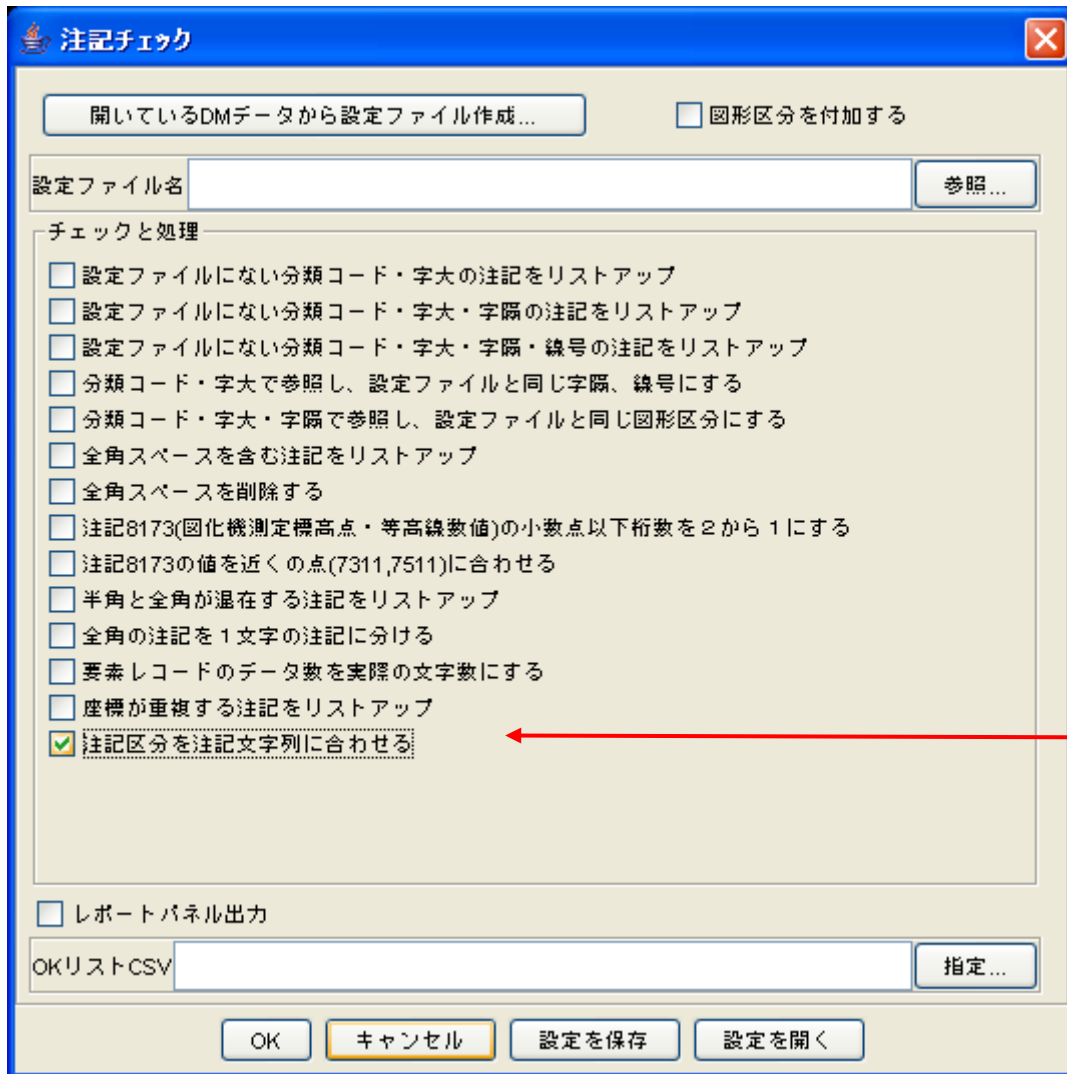 注記チェック
開いているDMデータから設定ファイル作成... 図形区分を付加する
設定ファイル名 参照...
チェックと処理
設定ファイルにない分類コード・字大の注記をリストアップ
設定ファイルにない分類コード・字大・字隔の注記をリストアップ
設定ファイルにない分類コード・字大・字隔・線号の注記をリストアップ
分類コード・字大で参照し、設定ファイルと同じ字隔、線号にする
分類コード・字大・字隔で参照し、設定ファイルと同じ図形区分にする
全角スペースを含む注記をリストアップ
全角スペースを削除する
注記8173(図化機測定標高点・等高線数値)の小数点以下桁数を２から１にする
注記8173の値を近くの点(7311,7511)に合わせる
半角と全角が混在する注記をリストアップ
全角の注記を１文字の注記に分ける
要素レコードのデータ数を実際の文字数にする
座標が重複する注記をリストアップ
注記区分を注記文字列に合わせる
レポートパネル出力
OKリストCSV 指定...
OK キャンセル 設定を保存 設定を開く